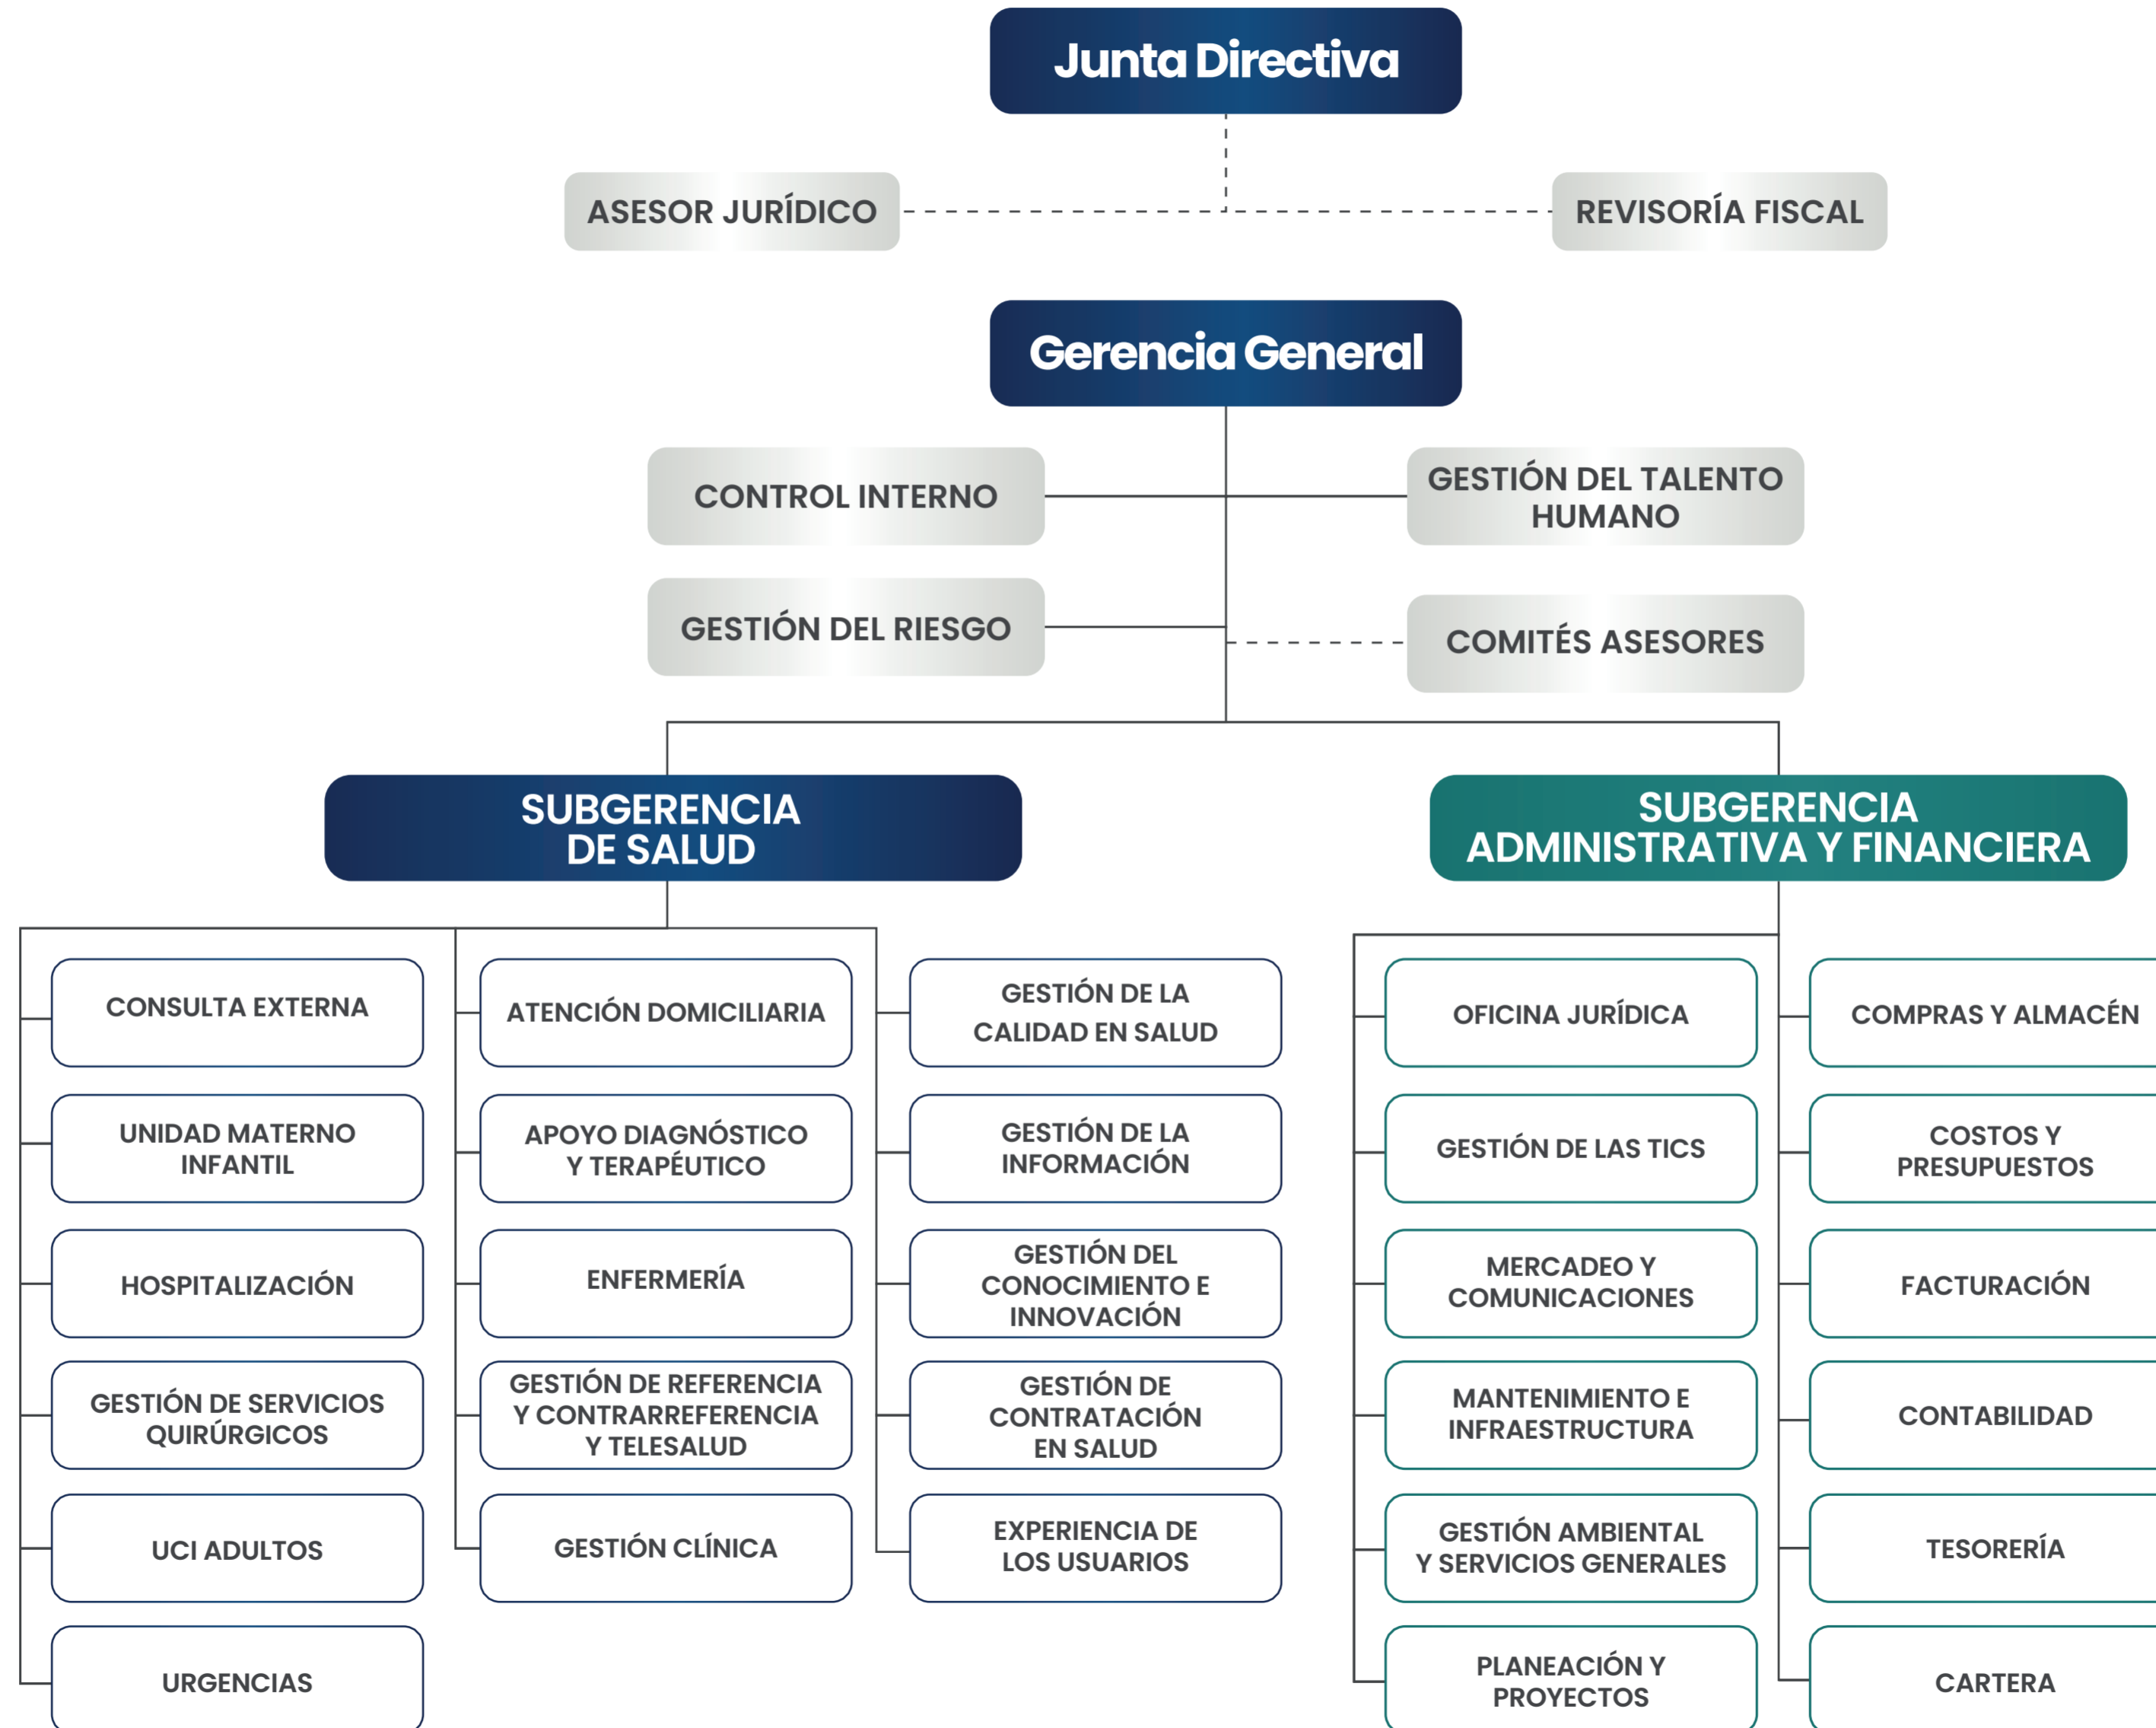 Junta Directiva
ASESOR JURÍDICO
REVISORÍA FISCAL
Gerencia General
CONTROL INTERNO
GESTIÓN DEL TALENTO
HUMANO
GESTIÓN DEL RIESGO
COMITÉS ASESORES
SUBGERENCIA
DE SALUD
SUBGERENCIA
ADMINISTRATIVA Y FINANCIERA
CONSULTA EXTERNA
UNIDAD MATERNO
INFANTIL
HOSPITALIZACIÓN
GESTIÓN DE SERVICIOS
QUIRÚRGICOS
UCI ADULTOS
URGENCIAS
ATENCIÓN DOMICILIARIA
APOYO DIAGNÓSTICO
Y TERAPÉUTICO
ENFERMERÍA
GESTIÓN DE REFERENCIA
Y CONTRARREFERENCIA
Y TELESALUD
GESTIÓN CLÍNICA
GESTIÓN DE LA
CALIDAD EN SALUD
GESTIÓN DE LA
INFORMACIÓN
GESTIÓN DEL
CONOCIMIENTO E
INNOVACIÓN
GESTIÓN DE
CONTRATACIÓN
EN SALUD
EXPERIENCIA DE
LOS USUARIOS
OFICINA JURÍDICA
GESTIÓN DE LAS TICS
MERCADEO Y
COMUNICACIONES
MANTENIMIENTO E
INFRAESTRUCTURA
GESTIÓN AMBIENTAL
Y SERVICIOS GENERALES
PLANEACIÓN Y
PROYECTOS
COMPRAS Y ALMACÉN
COSTOS Y
PRESUPUESTOS
FACTURACIÓN
CONTABILIDAD
TESORERÍA
CARTERA